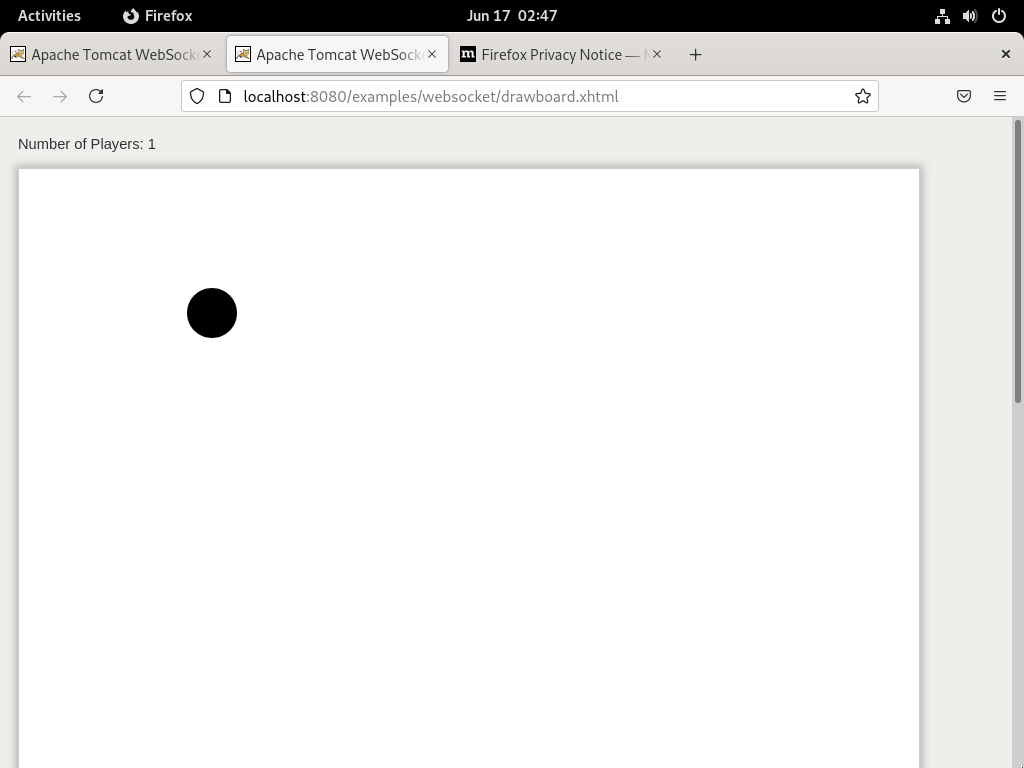 Activities
Firefox
Jun 17 02:47
Apache Tomcat WebSock
Apache Tomcat WebSock
m
Firefox Privacy Notice —
localhost:8080/examples/websocket/drawboard.xhtml
Number of Players: 1